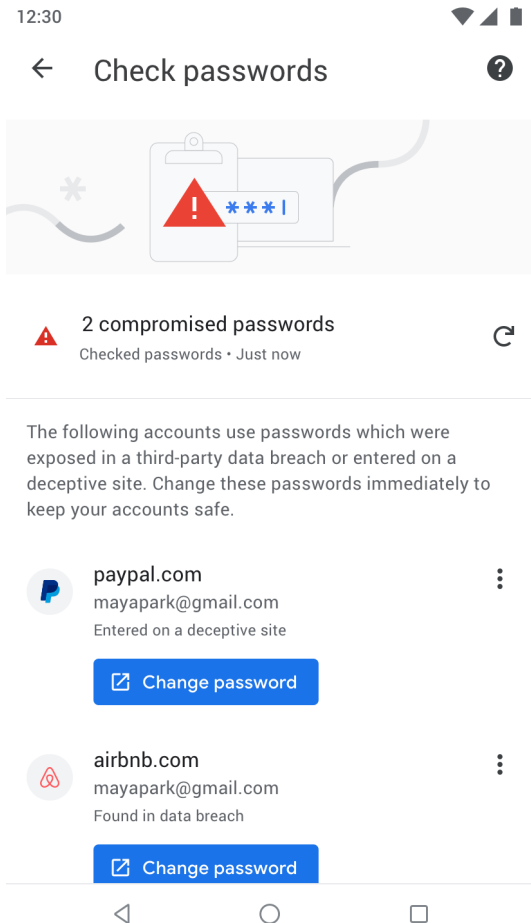 12:30
Check passwords
***|
2 compromised passwords
Checked passwords • Just now
The following accounts use passwords which were
exposed in a third-party data breach or entered on a
deceptive site. Change these passwords immediately to
keep your accounts safe.
paypal.com
mayapark@gmail.com
Entered on a deceptive site
Change password
airbnb.com
mayapark@gmail.com
Found in data breach
Change password